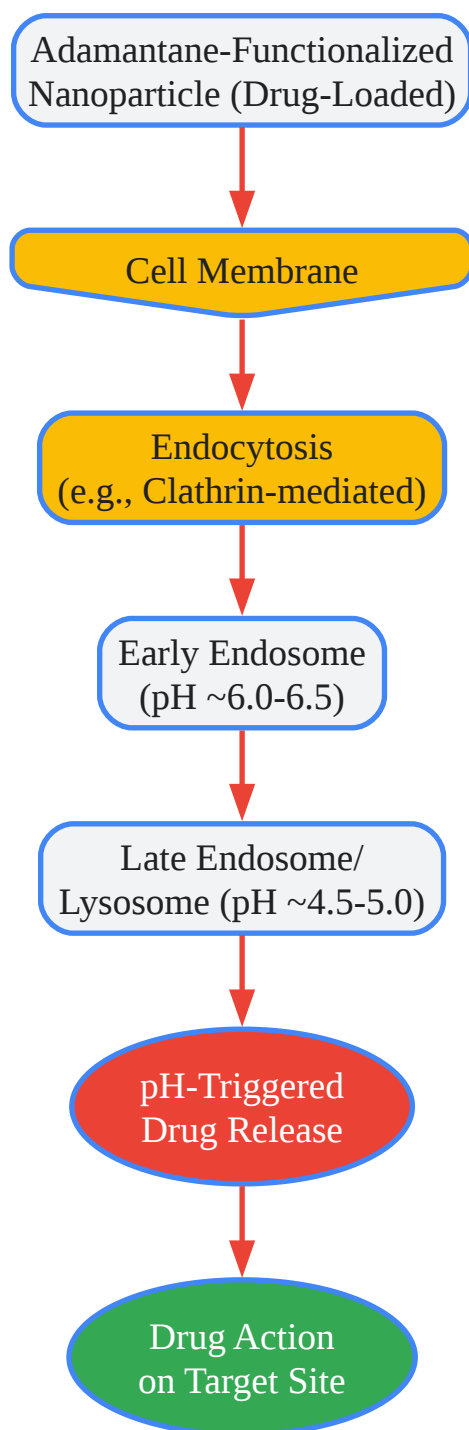 Adamantane-Functionalized
Nanoparticle (Drug-Loaded)
Cell Membrane
Endocytosis
(e.g., Clathrin-mediated)
Early Endosome
(pH ~6.0-6.5)
Late Endosome/
Lysosome (pH ~4.5-5.0)
pH-Triggered
Drug Release
Drug Action
on Target Site